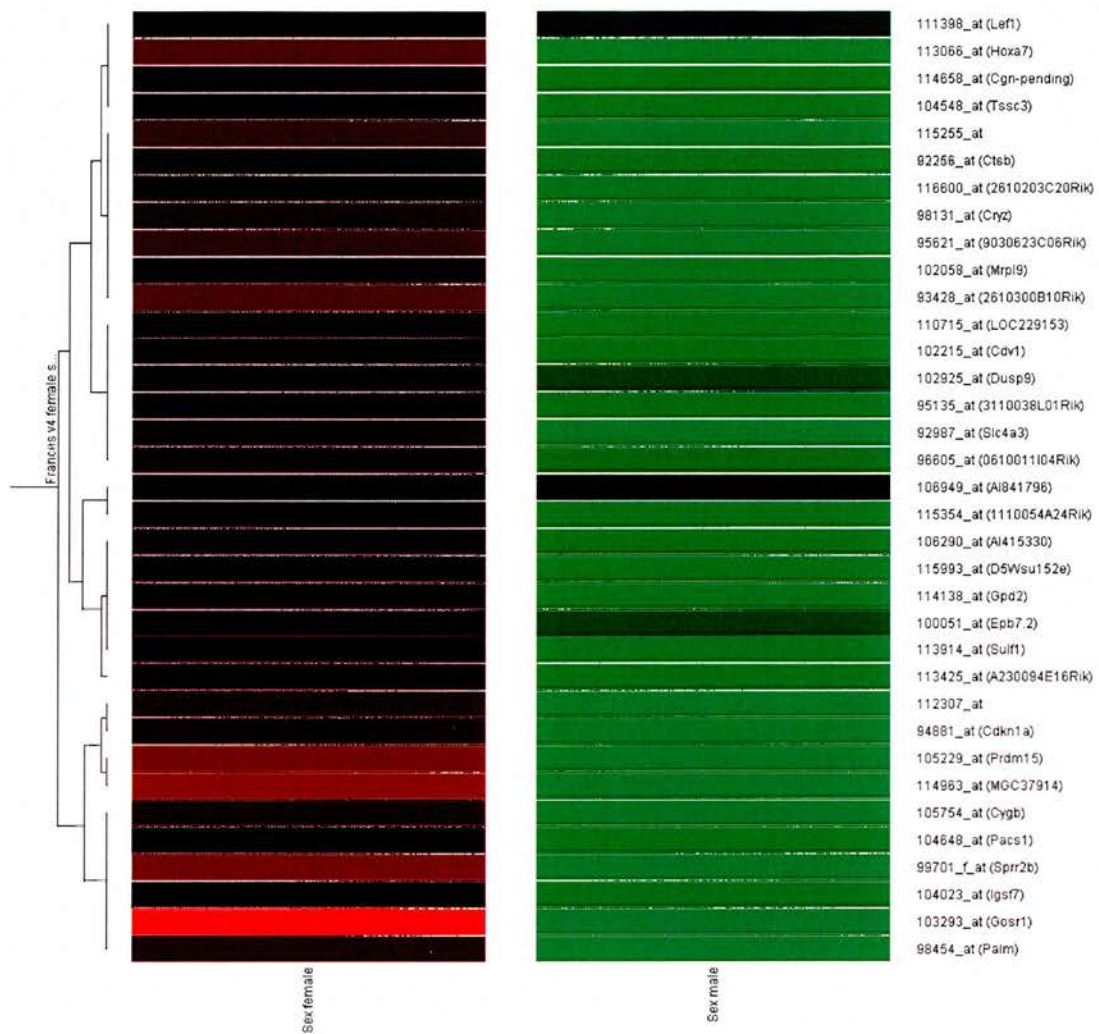 111398_at (Lef1)
113066_at (Hoxa7)
114658_at (Cgn-pending)
104548_at (Tssc3)
115255_at
92256_at (Ctsb)
116600_at (2610203C20Rik)
98131_at (Cryz)
95621_at (9030623C06Rik)
102058_at (Mrpl9)
93428_at (2610300B10Rik)
110715_at (LOC229153)
102215_at (Cdv1)
102925_at (Dusp9)
95135_at (3110038L01Rik)
92987_at (Slc4a3)
96605_at (0610011I04Rik)
106949_at (AI841796)
115354_at (1110054A24Rik)
106290_at (AI415330)
115993_at (D5Wsu152e)
114138_at (Gpd2)
100051_at (Epb7.2)
113914_at (Sulf1)
113425_at (A230094E16Rik)
112307_at
94881_at (Cdkn1a)
105229_at (Prdm15)
114963_at (MGC37914)
105754_at (Cygb)
104648_at (Pacs1)
99701_f_at (Sprr2b)
104023_at (Igsf7)
103293_at (Gosr1)
98454_at (Palm)
Frances v4 female s...
Sex female
Sex male